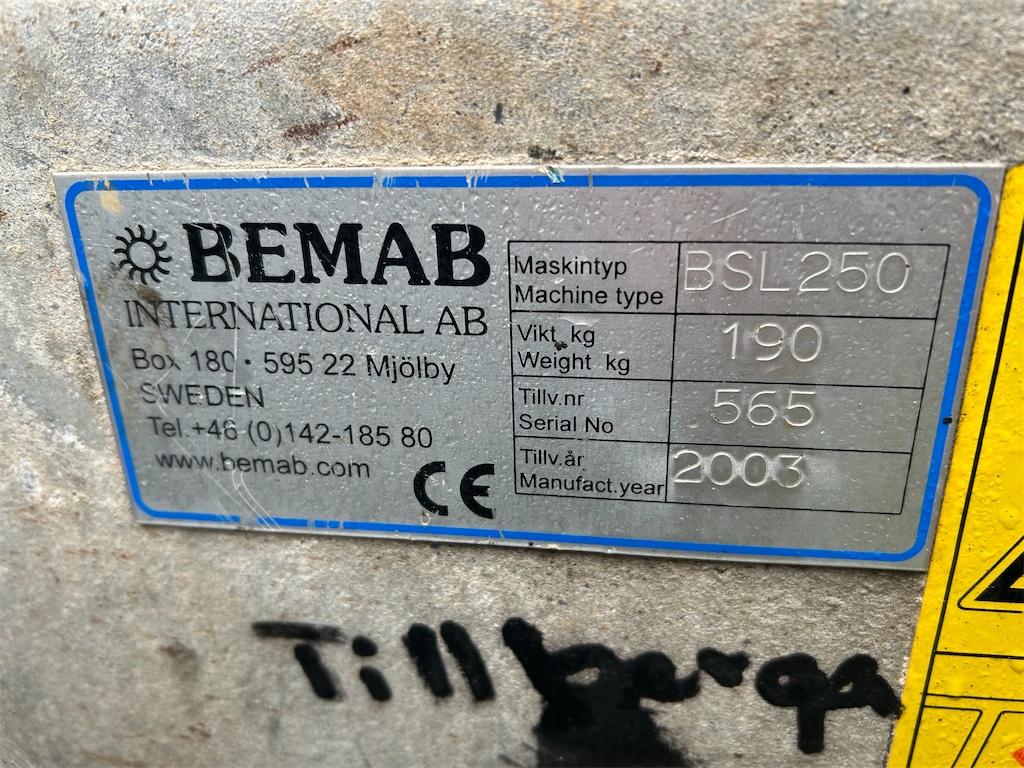 BEMAB
INTERNATIONAL AB
Box 180 • 595 22 Mjölby
SWEDEN
Tel.+46 (0)142-185 80
www.bemab.com
CE
Maskintyp
Machine type
BSL250
Vikt kg
Weight kg
190
Tillv.nr
Serial No
565
Tillv.år
Manufact.year
2003
Tillberga